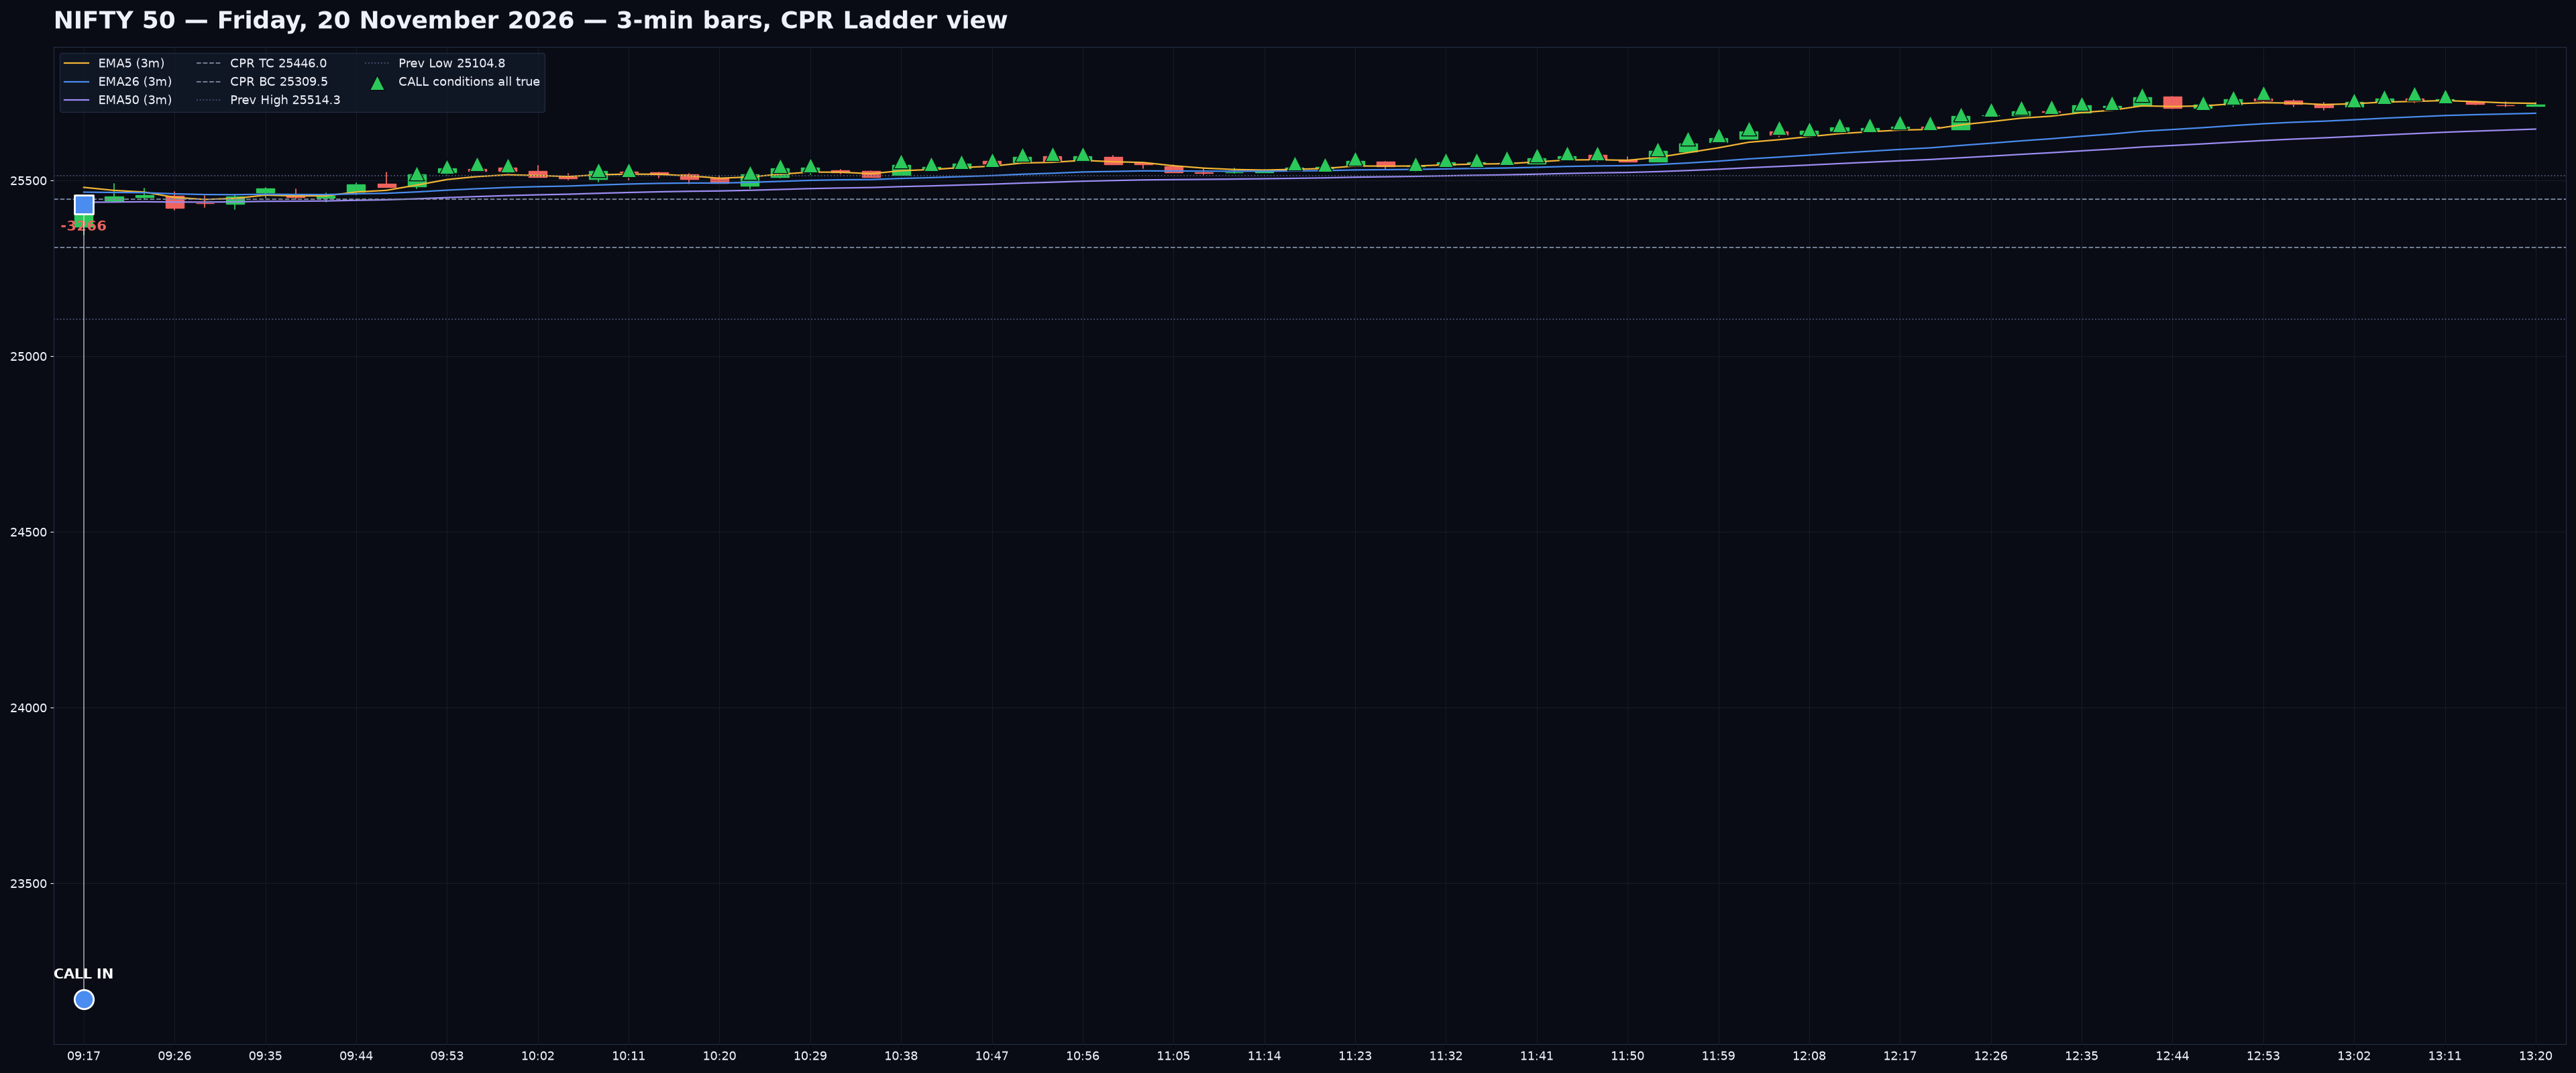 NIFTY 50 — Friday, 20 November 2026 — 3-min bars, CPR Ladder view
EMA5 (3m)
EMA26 (3m)
EMA50 (3m)
CPR TC 25446.0
CPR BC 25309.5
Prev High 25514.3
Prev Low 25104.8
CALL conditions all true
25500
25000
24500
24000
23500
-3266
CALL IN
09:17 09:26 09:35 09:44 09:53 10:02 10:11 10:20 10:29 10:38 10:47 10:56 11:05 11:14 11:23 11:32 11:41 11:50 11:59 12:08 12:17 12:26 12:35 12:44 12:53 13:02 13:11 13:20